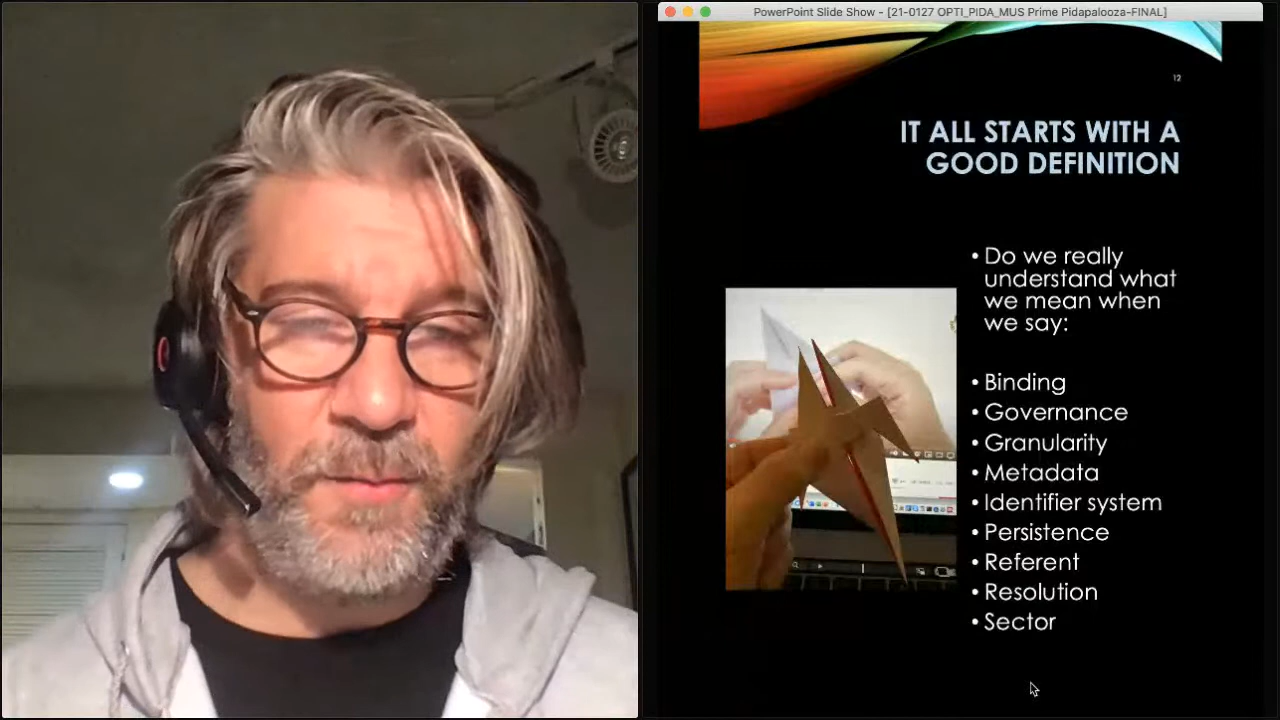 PowerPoint Slide Show - [21-0127 OPTI_PIDA_MUS Prime Pidapalooza-FINAL]
12
IT ALL STARTS WITH A
GOOD DEFINITION
• Do we really
understand what
we mean when
we say:
• Binding
• Governance
• Granularity
• Metadata
• Identifier system
• Persistence
• Referent
• Resolution
• Sector